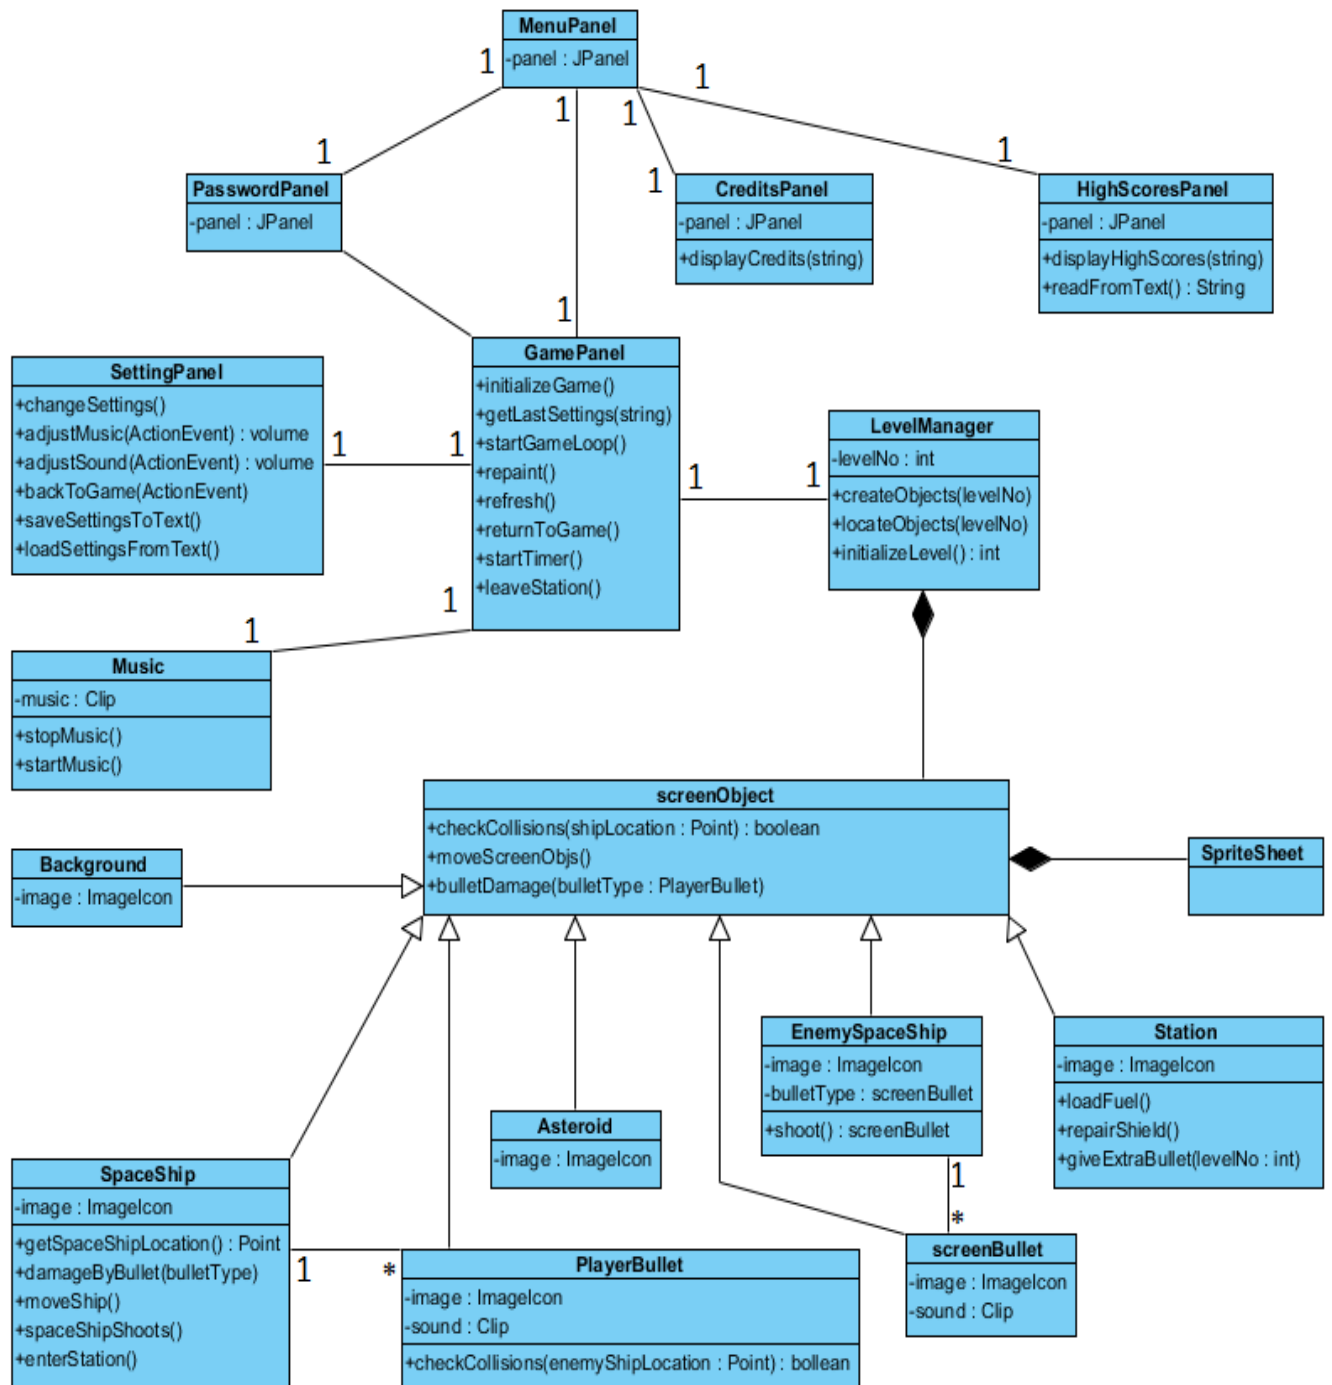 MenuPanel
-panel : JPanel
1
1
1
1
1
1
1
1
PasswordPanel
-panel : JPanel
CreditsPanel
-panel : JPanel
+displayCredits(string)
HighScoresPanel
-panel : JPanel
+displayHighScores(string)
+readFromText() : String
SettingPanel
+changeSettings()
+adjustMusic(ActionEvent) : volume
+adjustSound(ActionEvent) : volume
+backToGame(ActionEvent)
+saveSettingsToText()
+loadSettingsFromText()
1
1
GamePanel
+initializeGame()
+getLastSettings(string)
+startGameLoop()
+repaint()
+refresh()
+returnToGame()
+startTimer()
+leaveStation()
1
1
LevelManager
-levelNo : int
+createObjects(levelNo)
+locateObjects(levelNo)
+initializeLevel() : int
1
1
Music
-music : Clip
+stopMusic()
+startMusic()
screenObject
+checkCollisions(shipLocation : Point) : boolean
+moveScreenObjs()
+bulletDamage(bulletType : PlayerBullet)
SpriteSheet
Background
-image : ImageIcon
EnemySpaceShip
-image : ImageIcon
-bulletType : screenBullet
+shoot() : screenBullet
Station
-image : ImageIcon
+loadFuel()
+repairShield()
+giveExtraBullet(levelNo : int)
Asteroid
-image : ImageIcon
SpaceShip
-image : ImageIcon
+getSpaceShipLocation() : Point
+damageByBullet(bulletType)
+moveShip()
+spaceShipShoots()
+enterStation()
1
*
1
*
PlayerBullet
-image : ImageIcon
-sound : Clip
+checkCollisions(enemyShipLocation : Point) : bollean
screenBullet
-image : ImageIcon
-sound : Clip